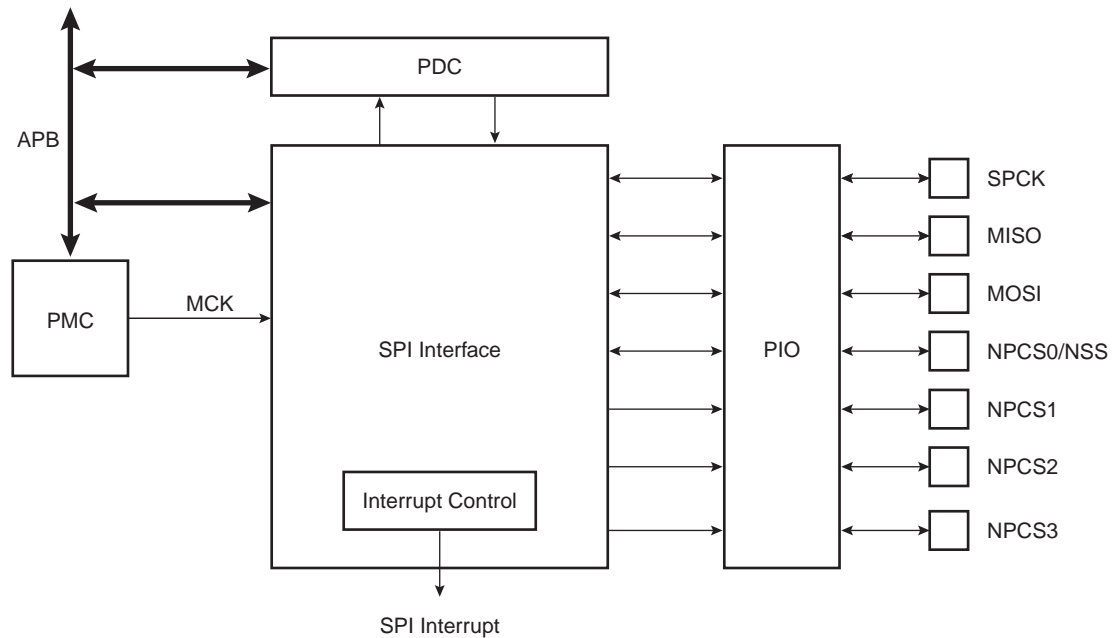 PDC
APB
SPCK
MISO
MCK
MOSI
PMC
SPI Interface
PIO
NPCS0/NSS
NPCS1
NPCS2
Interrupt Control
NPCS3
SPI Interrupt